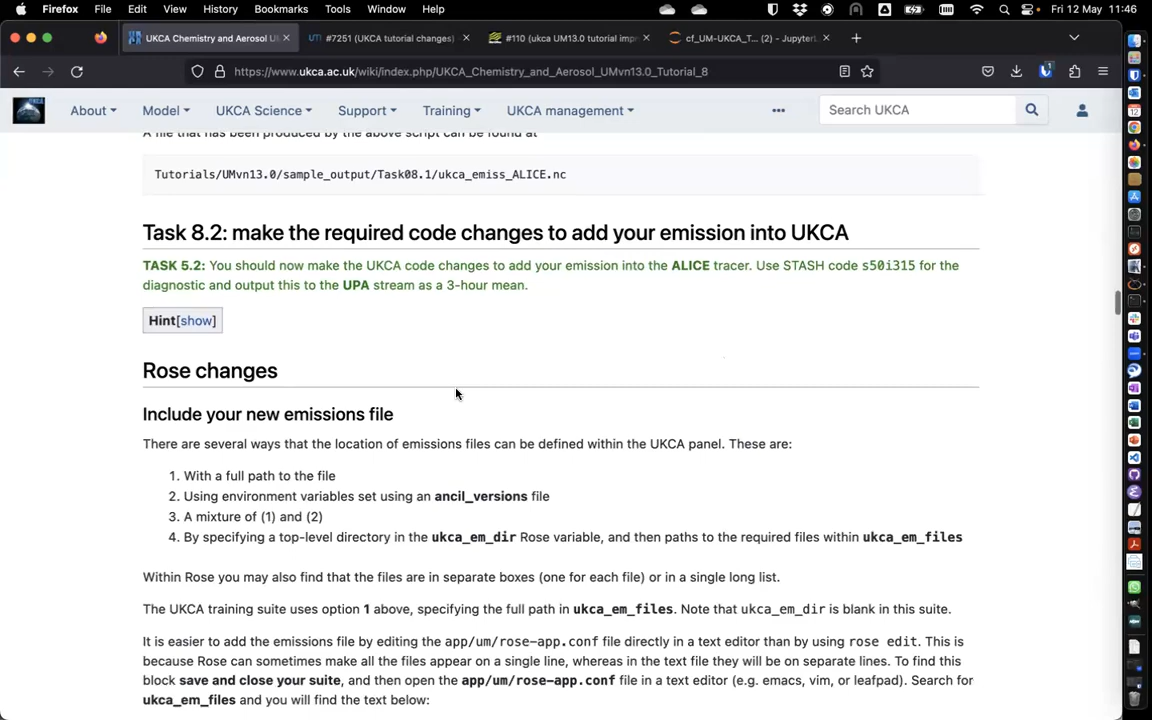 Firefox File Edit View History Bookmarks Tools Window Help Fri 12 May 11:46
UKCA Chemistry and Aerosol U
#7251 (UKCA tutorial changes) -
#110 (ukca UM13.0 tutorial imp
cf_UM-UKCA_T... (2) - Jupyter
https://www.ukca.ac.uk/wiki/index.php/UKCA_Chemistry_and_Aerosol_UMvn13.0_Tutorial_8
About Model UKCA Science Support Training UKCA management Search UKCA
A file that has been produced by the above script can be found at
Tutorials/UMvn13.0/sample_output/Task08.1/ukca_emiss_ALICE.nc
Task 8.2: make the required code changes to add your emission into UKCA
TASK 5.2: You should now make the UKCA code changes to add your emission into the ALICE tracer. Use STASH code s50i315 for the
diagnostic and output this to the UPA stream as a 3-hour mean.
Hint[show]
Rose changes
Include your new emissions file
There are several ways that the location of emissions files can be defined within the UKCA panel. These are:
1. With a full path to the file
2. Using environment variables set using an ancil_versions file
3. A mixture of (1) and (2)
4. By specifying a top-level directory in the ukca_em_dir Rose variable, and then paths to the required files within ukca_em_files
Within Rose you may also find that the files are in separate boxes (one for each file) or in a single long list.
The UKCA training suite uses option 1 above, specifying the full path in ukca_em_files. Note that ukca_em_dir is blank in this suite.
It is easier to add the emissions file by editing the app/um/rose-app.conf file directly in a text editor than by using rose edit. This is
because Rose can sometimes make all the files appear on a single line, whereas in the text file they will be on separate lines. To find this
block save and close your suite, and then open the app/um/rose-app.conf file in a text editor (e.g. emacs, vim, or leafpad). Search for
ukca_em_files and you will find the text below: